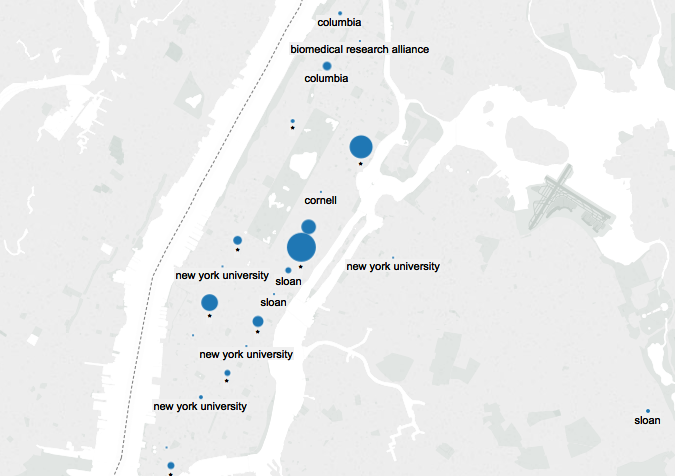 columbia
biomedical research alliance
columbia
*
*
cornell
*
*
new york university
new york university
sloan
sloan
*
*
new york university
*
new york university
sloan
*